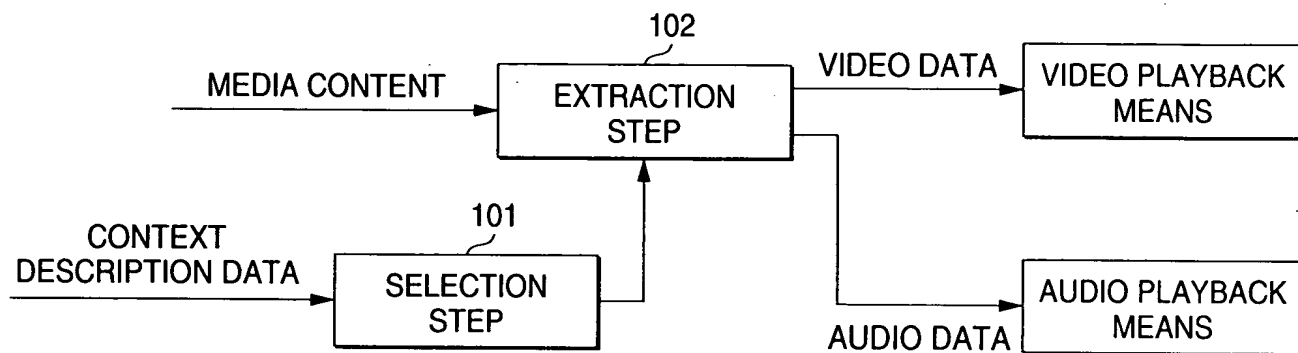 102
MEDIA CONTENT
EXTRACTION
STEP
VIDEO DATA
VIDEO PLAYBACK
MEANS
101
CONTEXT
DESCRIPTION DATA
SELECTION
STEP
AUDIO DATA
AUDIO PLAYBACK
MEANS